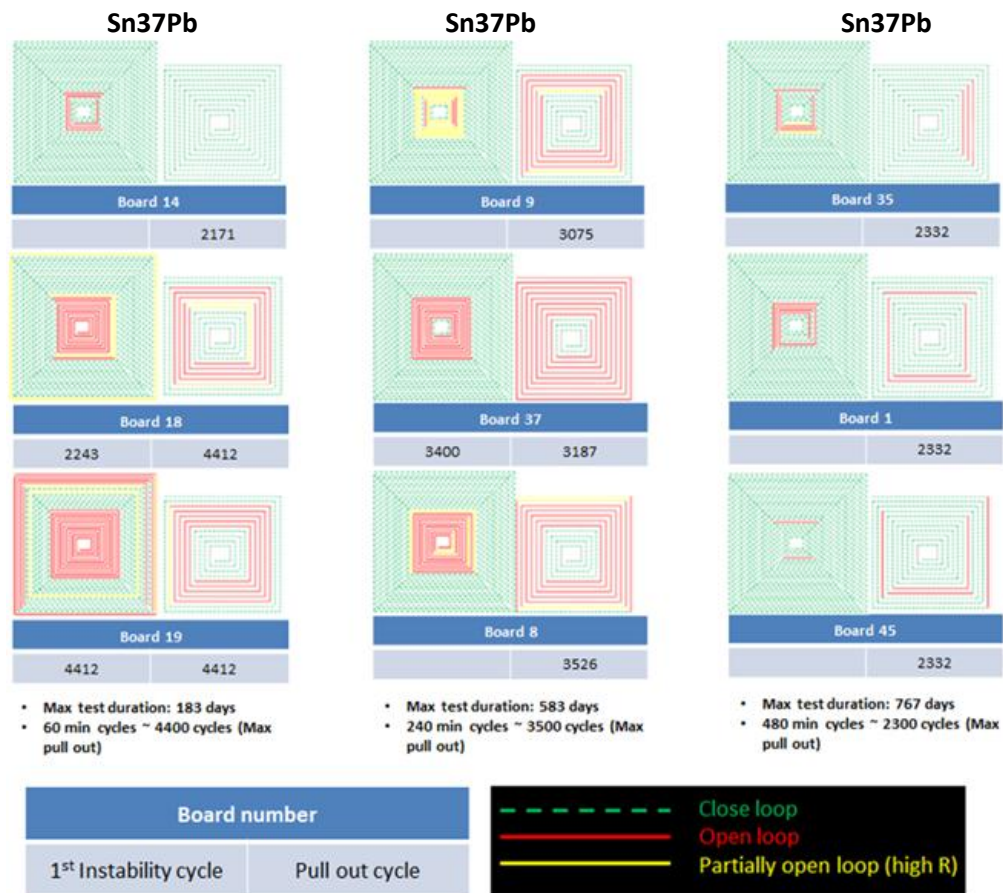 Sn37Pb Sn37Pb Sn37Pb
Board 14 Board 9 Board 35
2171 3075 2332
Board 18 Board 37 Board 1
2243 4412 3400 3187 2332
Board 19 Board 8 Board 45
4412 4412 3526 2332
• Max test duration: 183 days
• 60 min cycles ~ 4400 cycles (Max
pull out)
• Max test duration: 583 days
• 240 min cycles ~ 3500 cycles (Max
pull out)
• Max test duration: 767 days
• 480 min cycles ~ 2300 cycles (Max
pull out)
Board number
1st Instability cycle Pull out cycle
Close loop
Open loop
Partially open loop (high R)